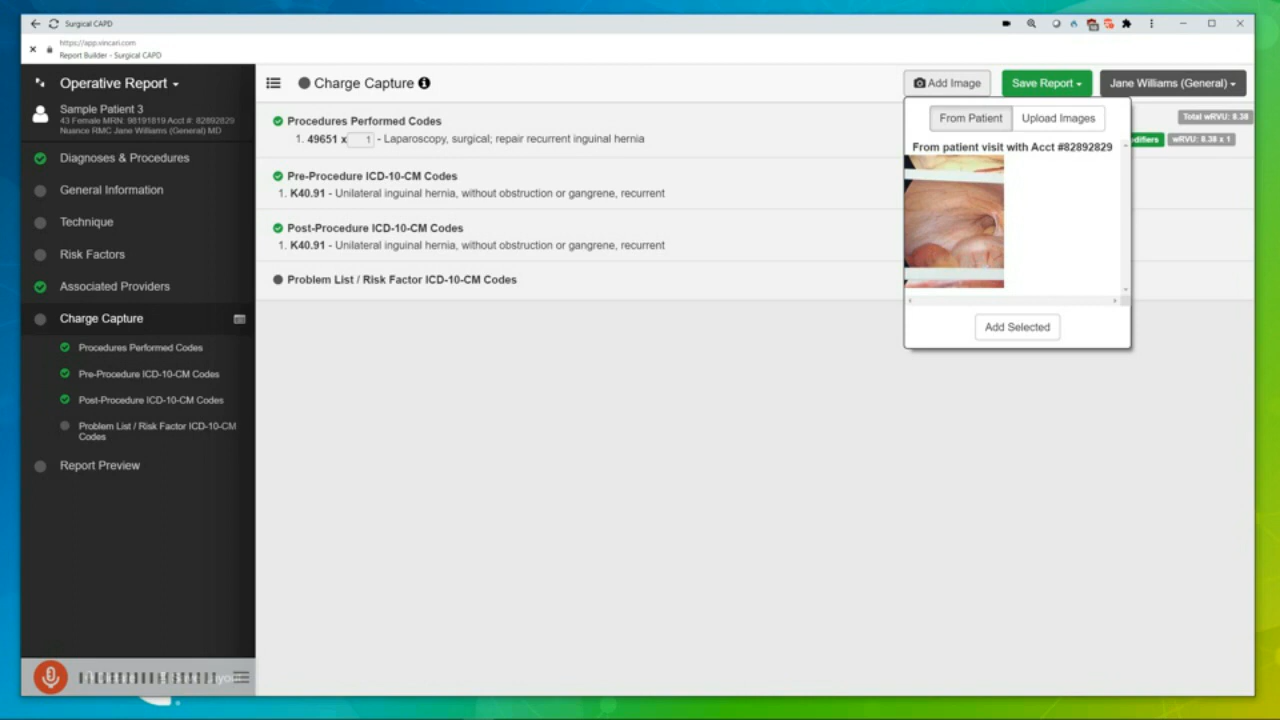 Surgical CAPD
https://app.vincari.com
Report Builder - Surgical CAPD
Operative Report
Sample Patient 3
43 Female MRN: 98191819 Acct #: 82892829
Nuance RMC Jane Williams (General) MD
Diagnoses & Procedures
General Information
Technique
Risk Factors
Associated Providers
Charge Capture
Procedures Performed Codes
Pre-Procedure ICD-10-CM Codes
Post-Procedure ICD-10-CM Codes
Problem List / Risk Factor ICD-10-CM
Codes
Report Preview
Charge Capture
Add Image
Save Report
Jane Williams (General)
Procedures Performed Codes
Total wRVU: 8.38
1. 49651 x 1 - Laparoscopy, surgical; repair recurrent inguinal hernia
difiers
wRVU: 8.38 x 1
Pre-Procedure ICD-10-CM Codes
1. K40.91 - Unilateral inguinal hernia, without obstruction or gangrene, recurrent
Post-Procedure ICD-10-CM Codes
1. K40.91 - Unilateral inguinal hernia, without obstruction or gangrene, recurrent
Problem List / Risk Factor ICD-10-CM Codes
From Patient
Upload Images
From patient visit with Acct #82892829
Add Selected